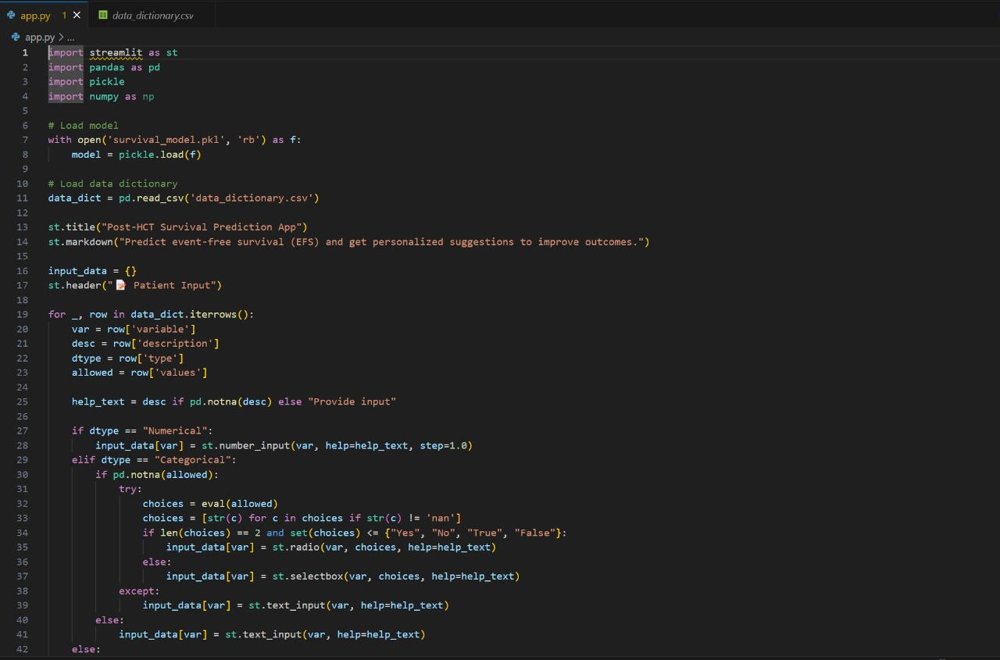 app.py 1 × data_dictionary.csv
app.py > ...
1 import streamlit as st
2 import pandas as pd
3 import pickle
4 import numpy as np
5
6 # Load model
7 with open('survival_model.pkl', 'rb') as f:
8     model = pickle.load(f)
9
10 # Load data dictionary
11 data_dict = pd.read_csv('data_dictionary.csv')
12
13 st.title("Post-HCT Survival Prediction App")
14 st.markdown("Predict event-free survival (EFS) and get personalized suggestions to improve outcomes.")
15
16 input_data = {}
17 st.header("📝 Patient Input")
18
19 for _, row in data_dict.iterrows():
20     var = row['variable']
21     desc = row['description']
22     dtype = row['type']
23     allowed = row['values']
24
25     help_text = desc if pd.notna(desc) else "Provide input"
26
27     if dtype == "Numerical":
28         input_data[var] = st.number_input(var, help=help_text, step=1.0)
29     elif dtype == "Categorical":
30         if pd.notna(allowed):
31             try:
32                 choices = eval(allowed)
33                 choices = [str(c) for c in choices if str(c) != 'nan']
34                 if len(choices) == 2 and set(choices) <= {"Yes", "No", "True", "False"}:
35                     input_data[var] = st.radio(var, choices, help=help_text)
36                 else:
37                     input_data[var] = st.selectbox(var, choices, help=help_text)
38             except:
39                 input_data[var] = st.text_input(var, help=help_text)
40         else:
41             input_data[var] = st.text_input(var, help=help_text)
42     else: